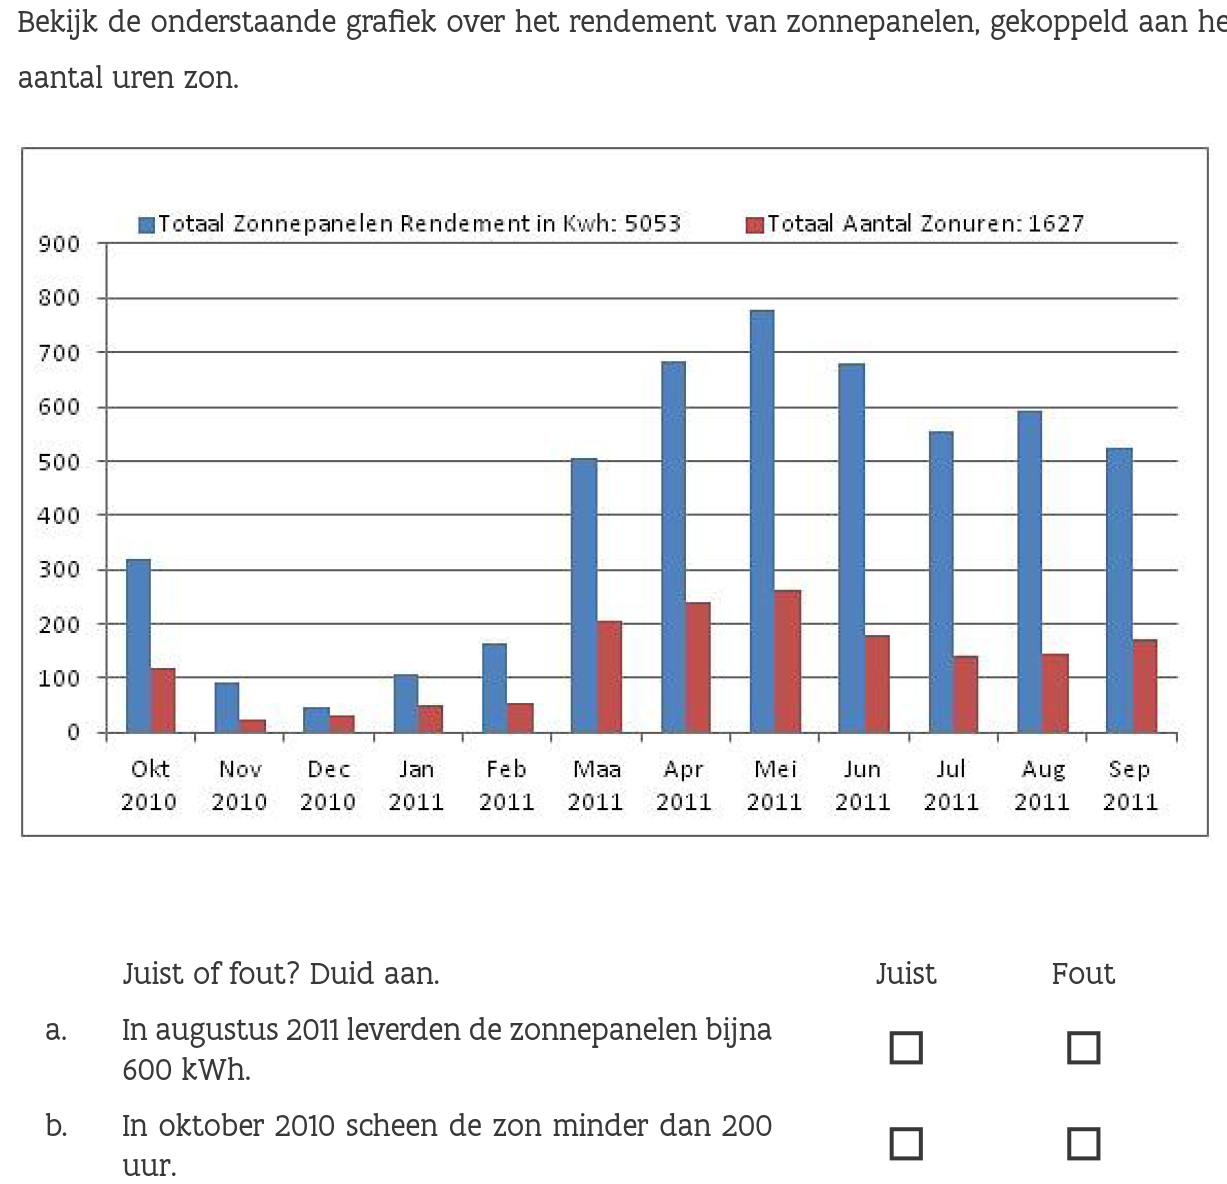 Bekijk de onderstaande grafiek over het rendement van zonnepanelen, gekoppeld aan he
aantal uren zon.
Totaal Zonnepanelen Rendement in Kwh: 5053 Totaal Aantal Zonuren: 1627
900
800
700
600
500
400
300
200
100
0
Okt Nov Dec Jan Feb Maa Apr Mei Jun Jul Aug Sep
2010 2010 2010 2011 2011 2011 2011 2011 2011 2011 2011 2011
Juist of fout? Duid aan. Juist Fout
a. In augustus 2011 leverden de zonnepanelen bijna
600 kWh.
b. In oktober 2010 scheen de zon minder dan 200
uur.